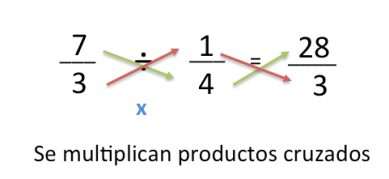 7/3 ÷ 1/4 = 28/3
x
Se multiplican productos cruzados